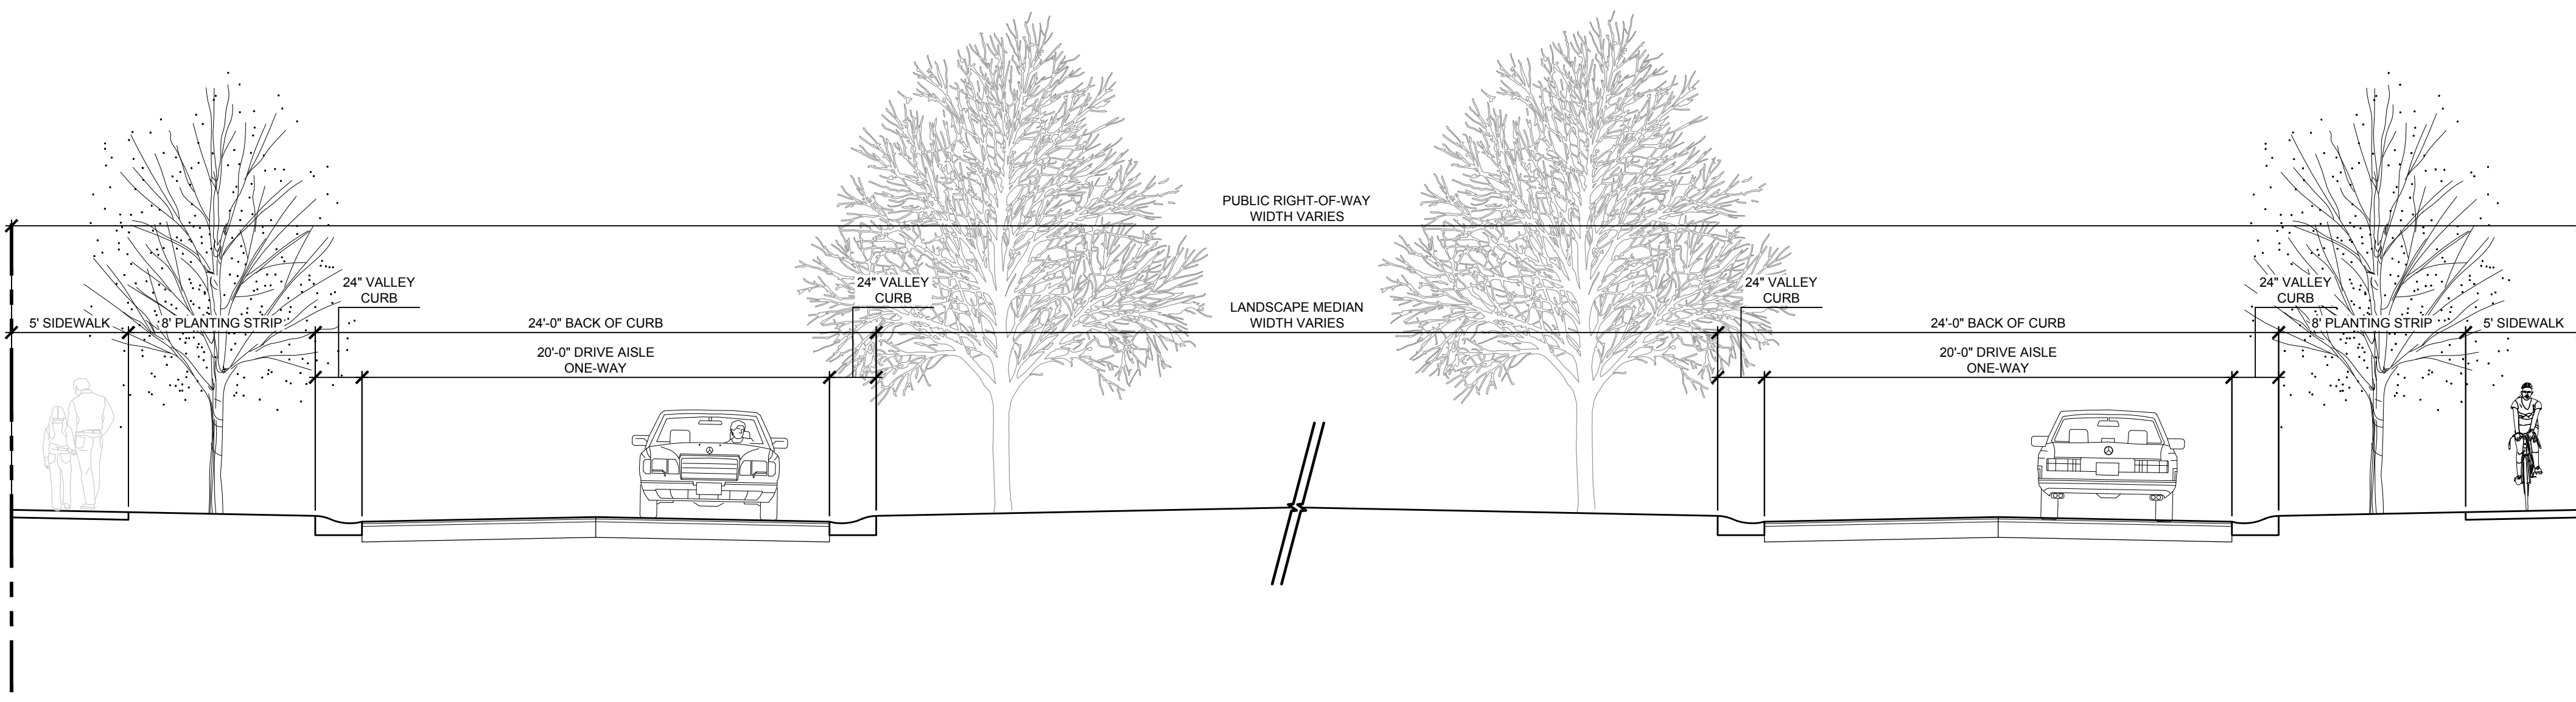 PUBLIC RIGHT-OF-WAY
WIDTH VARIES
24" VALLEY
CURB
24" VALLEY
CURB
24" VALLEY
CURB
24" VALLEY
CURB
5' SIDEWALK
8' PLANTING STRIP
24'-0" BACK OF CURB
LANDSCAPE MEDIAN
WIDTH VARIES
24'-0" BACK OF CURB
8' PLANTING STRIP
5' SIDEWALK
20'-0" DRIVE AISLE
ONE-WAY
20'-0" DRIVE AISLE
ONE-WAY